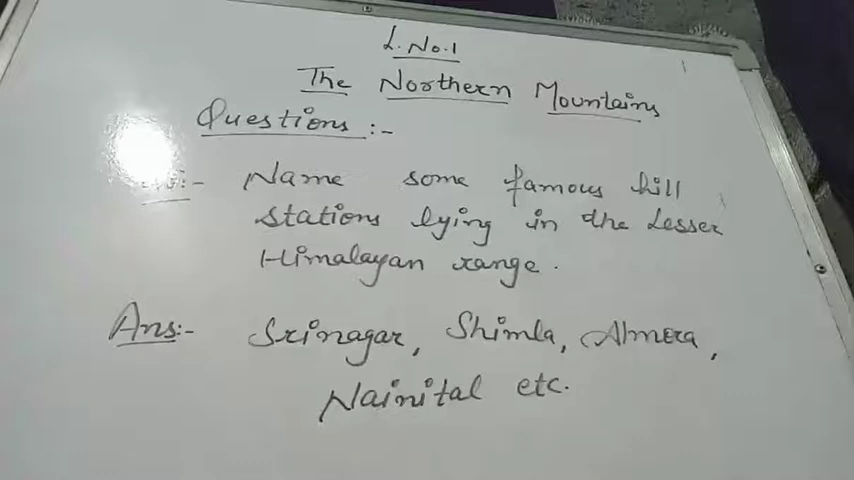 L. No. 1
The Northern Mountains
Questions :-
Name some famous hill
stations lying in the Lesser
Himalayan range.
Ans:- Srinagar, Shimla, Almora,
Nainital etc.